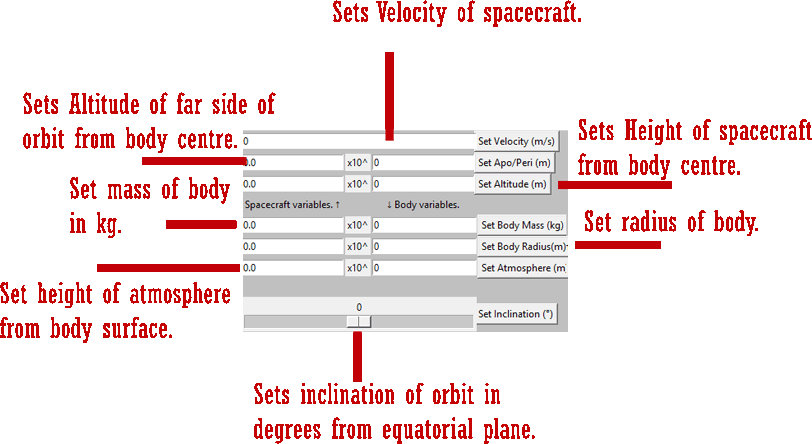 Sets Velocity of spacecraft.
Sets Altitude of far side of
orbit from body centre.
Sets Height of spacecraft
from body centre.
Set mass of body
in kg.
Set radius of body.
Set height of atmosphere
from body surface.
0 Set Velocity (m/s)
0.0 x10^ 0 Set Apo/Peri (m)
0.0 x10^ 0 Set Altitude (m)
Spacecraft variables. ↑ ↓ Body variables.
0.0 x10^ 0 Set Body Mass (kg)
0.0 x10^ 0 Set Body Radius(m)
0.0 x10^ 0 Set Atmosphere (m
0
Set Inclination (°)
Sets inclination of orbit in
degrees from equatorial plane.